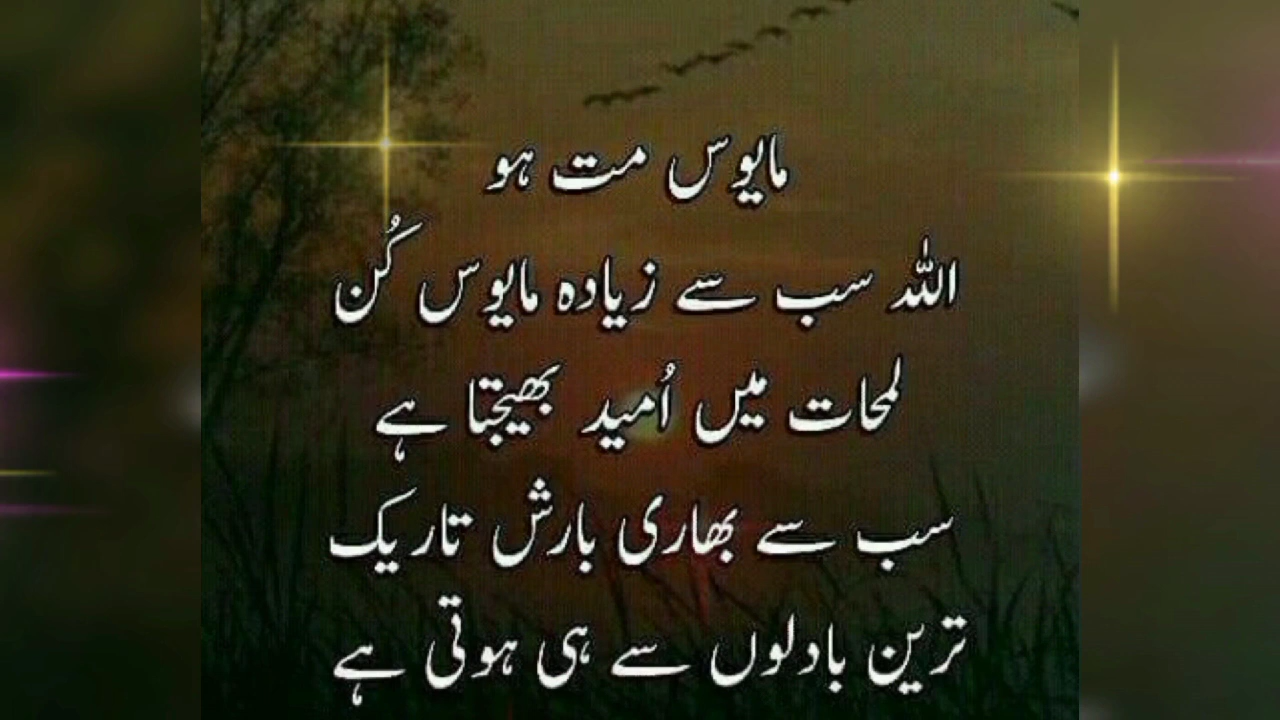 مایوس مت ہو
اللہ سب سے زیادہ مایوس کُن
لمحات میں اُمید بھیجتا ہے
سب سے بھاری بارش تاریک
ترین بادلوں سے ہی ہوتی ہے